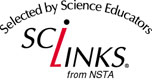 Selected by Science Educators
SCiLINKS®
from NSTA